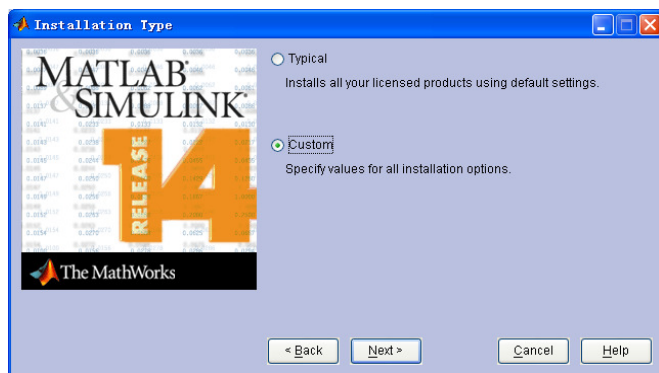 Installation Type
MATLAB®
&SIMULINK®
RELEASE 14
The MathWorks
Typical
Installs all your licensed products using default settings.
Custom
Specify values for all installation options.
< Back
Next >
Cancel
Help